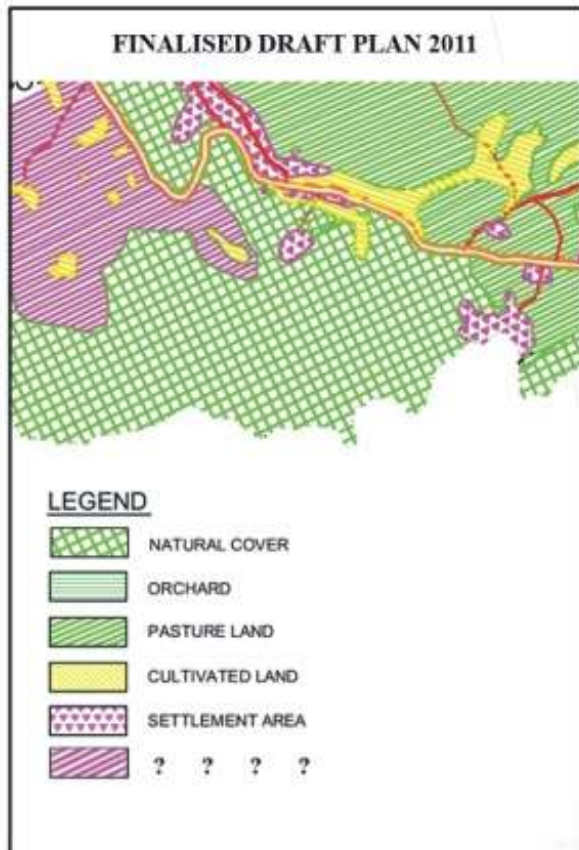 FINALISED DRAFT PLAN 2011
LEGEND
NATURAL COVER
ORCHARD
PASTURE LAND
CULTIVATED LAND
SETTLEMENT AREA
? ? ? ?